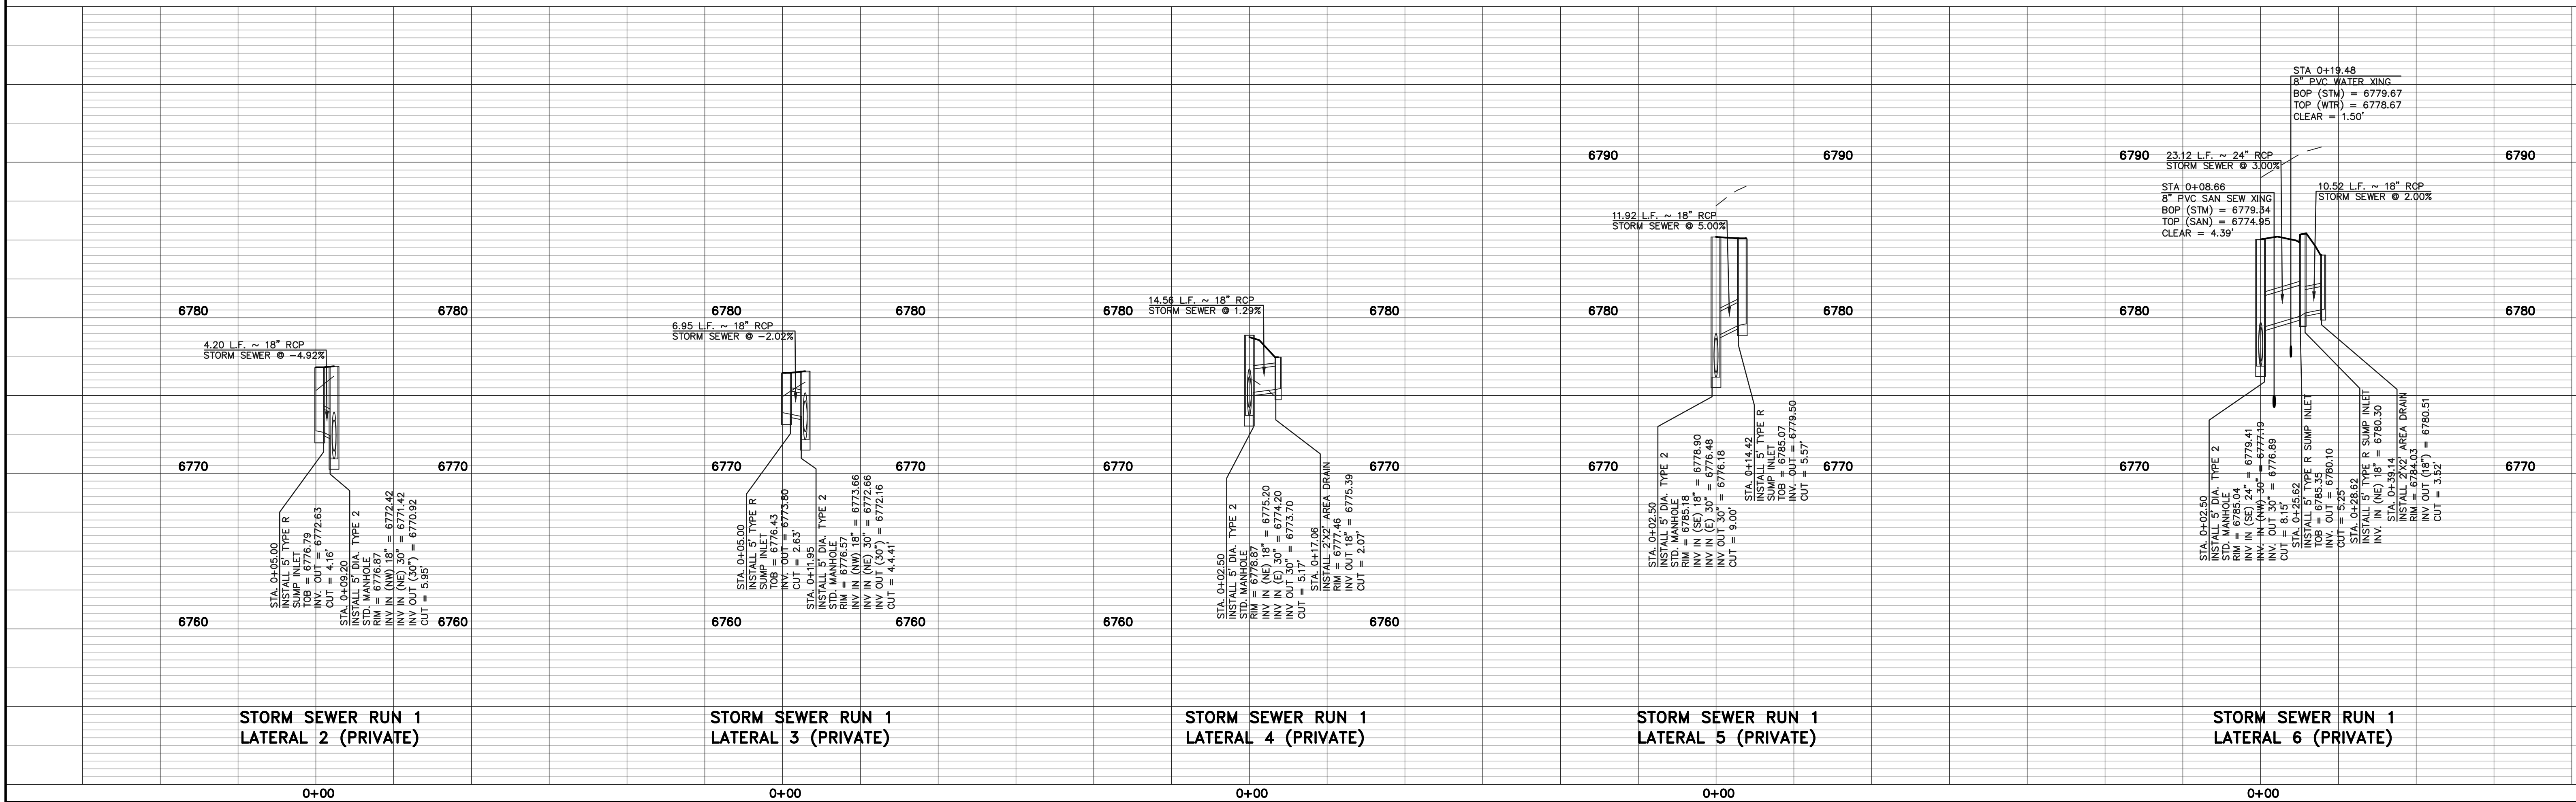 6780
6780
4.20 L.F. ~ 18" RCP
STORM SEWER @ -4.92%
6770
6770
STA. 0+05.00
INSTALL 5' TYPE R
SUMP INLET
TOB = 6776.79
INV. OUT = 6772.63
CUT = 4.16'
STA. 0+09.20
INSTALL 5' DIA. TYPE 2
STD. MANHOLE
RIM = 6776.87
INV IN (NW) 18" = 6772.42
INV IN (NE) 30" = 6771.42
INV OUT (30") = 6770.92
CUT = 5.95'
6760
6760
STORM SEWER RUN 1
LATERAL 2 (PRIVATE)
0+00
6780
6780
6.95 L.F. ~ 18" RCP
STORM SEWER @ -2.02%
6770
6770
STA. 0+05.00
INSTALL 5' TYPE R
SUMP INLET
TOB = 6776.43
INV. OUT = 6773.80
CUT = 2.63'
STA. 0+11.95
INSTALL 5' DIA. TYPE 2
STD. MANHOLE
RIM = 6776.57
INV IN (NW) 18" = 6773.66
INV IN (NE) 30" = 6772.66
INV OUT (30") = 6772.16
CUT = 4.4.41'
6760
6760
STORM SEWER RUN 1
LATERAL 3 (PRIVATE)
0+00
6780
6780
14.56 L.F. ~ 18" RCP
STORM SEWER @ 1.29%
6770
6770
STA. 0+02.50
INSTALL 5' DIA. TYPE 2
STD. MANHOLE
RIM = 6778.87
INV IN (NE) 18" = 6775.20
INV IN (E) 30" = 6774.20
INV OUT 30" = 6773.70
CUT = 5.17'
STA. 0+17.06
INSTALL 2'X2' AREA DRAIN
RIM = 6777.46
INV OUT 18" = 6775.39
CUT = 2.07'
6760
6760
STORM SEWER RUN 1
LATERAL 4 (PRIVATE)
0+00
6790
6790
11.92 L.F. ~ 18" RCP
STORM SEWER @ 5.00%
6780
6780
6770
6770
STA. 0+02.50
INSTALL 5' DIA. TYPE 2
STD. MANHOLE
RIM = 6785.18
INV IN (SE) 18" = 6778.90
INV IN (E) 30" = 6776.48
INV OUT 30" = 6776.18
CUT = 9.00'
STA. 0+14.42
INSTALL 5' TYPE R
SUMP INLET
TOB = 6785.07
INV. OUT = 6779.50
CUT = 5.57'
STORM SEWER RUN 1
LATERAL 5 (PRIVATE)
0+00
STA 0+19.48
8" PVC WATER XING
BOP (STM) = 6779.67
TOP (WTR) = 6778.67
CLEAR = 1.50'
6790
6790
23.12 L.F. ~ 24" RCP
STORM SEWER @ 3.00%
STA 0+08.66
8" PVC SAN SEW XING
BOP (STM) = 6779.34
TOP (SAN) = 6774.95
CLEAR = 4.39'
10.52 L.F. ~ 18" RCP
STORM SEWER @ 2.00%
6780
6780
6770
6770
STA. 0+02.50
INSTALL 5' DIA. TYPE 2
STD. MANHOLE
RIM = 6785.04
INV IN (SE) 24" = 6779.41
INV. IN (NW) 30" = 6777.19
INV. OUT 30" = 6776.89
CUT = 8.15'
STA. 0+25.62
INSTALL 5' TYPE R SUMP INLET
TOB = 6785.35
INV. OUT = 6780.10
CUT = 5.25'
STA. 0+28.62
INSTALL 5' TYPE R SUMP INLET
INV. IN (NE) 18" = 6780.30
STA. 0+39.14
INSTALL 2'X2' AREA DRAIN
RIM = 6784.03
INV OUT (18") = 6780.51
CUT = 3.52'
STORM SEWER RUN 1
LATERAL 6 (PRIVATE)
0+00